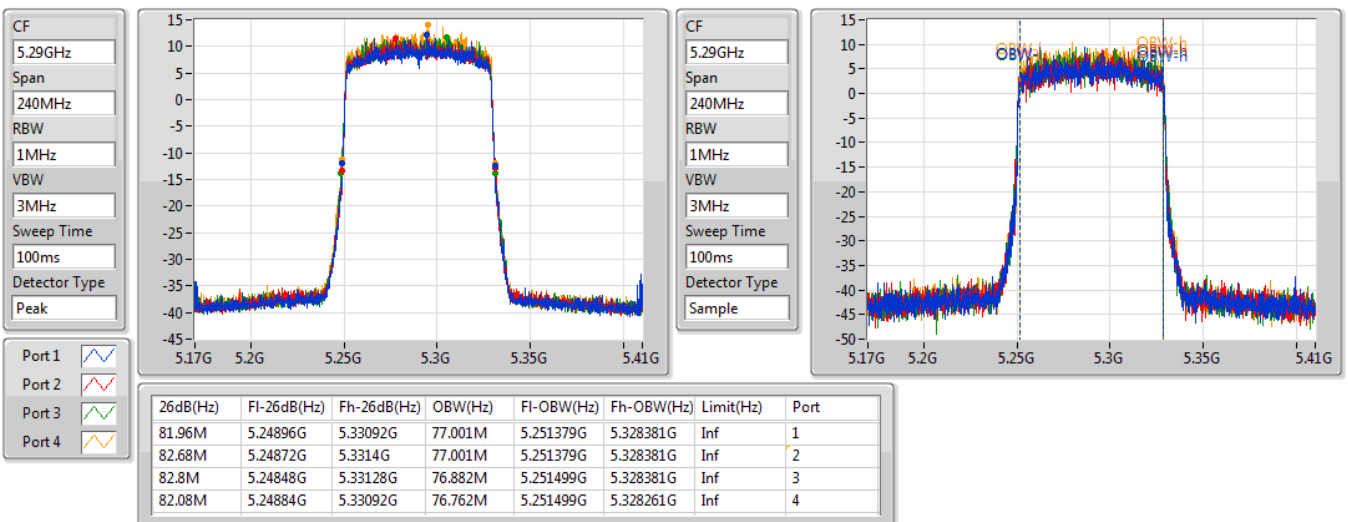 CF
5.29GHz
Span
240MHz
RBW
1MHz
VBW
3MHz
Sweep Time
100ms
Detector Type
Peak
15
10
5
0
-5
-10
-15
-20
-25
-30
-35
-40
-45
5.17G 5.2G 5.25G 5.3G 5.35G 5.41G
CF
5.29GHz
Span
240MHz
RBW
1MHz
VBW
3MHz
Sweep Time
100ms
Detector Type
Sample
15
10
5
0
-5
-10
-15
-20
-25
-30
-35
-40
-45
-50
OBW-h
OBW-h
5.17G 5.2G 5.25G 5.3G 5.35G 5.41G
Port 1
Port 2
Port 3
Port 4
26dB(Hz) Fl-26dB(Hz) Fh-26dB(Hz) OBW(Hz) Fl-OBW(Hz) Fh-OBW(Hz) Limit(Hz) Port
81.96M 5.24896G 5.33092G 77.001M 5.251379G 5.328381G Inf 1
82.68M 5.24872G 5.3314G 77.001M 5.251379G 5.328381G Inf 2
82.8M 5.24848G 5.33128G 76.882M 5.251499G 5.328381G Inf 3
82.08M 5.24884G 5.33092G 76.762M 5.251499G 5.328261G Inf 4